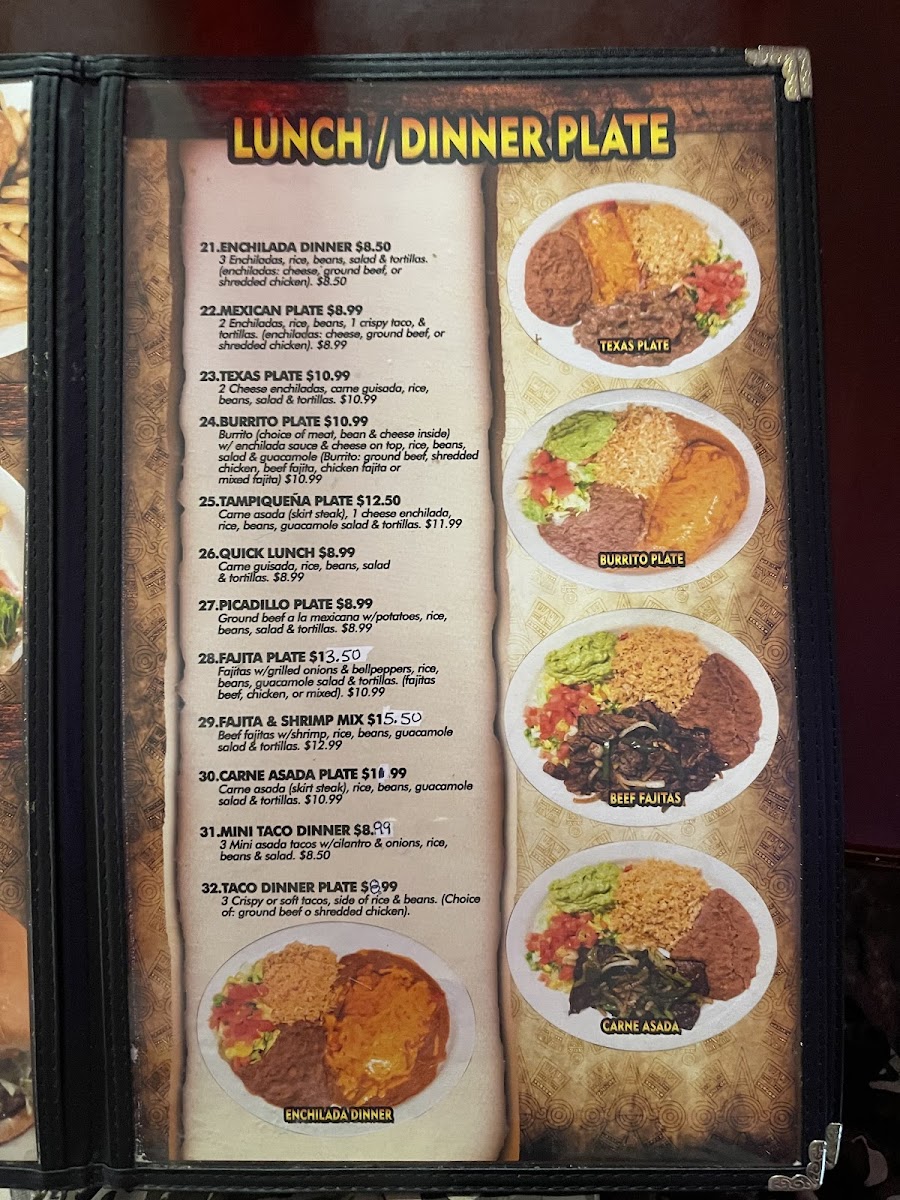 LUNCH / DINNER PLATE
21.ENCHILADA DINNER $8.50
3 Enchiladas, rice, beans, salad & tortillas.
(enchiladas: cheese, ground beef, or
shredded chicken). $8.50
22.MEXICAN PLATE $8.99
2 Enchiladas, rice, beans, 1 crispy taco, &
tortillas. (enchiladas: cheese, ground beef, or
shredded chicken). $8.99
23.TEXAS PLATE $10.99
2 Cheese enchiladas, carne guisada, rice,
beans, salad & tortillas. $10.99
24.BURRITO PLATE $10.99
Burrito (choice of meat, bean & cheese inside)
w/ enchilada sauce & cheese on top, rice, beans,
salad & guacamole (Burrito: ground beef, shredded
chicken, beef fajita, chicken fajita or
mixed fajita) $10.99
25.TAMPIQUEÑA PLATE $12.50
Carne asada (skirt steak), 1 cheese enchilada,
rice, beans, guacamole salad & tortillas. $11.99
26.QUICK LUNCH $8.99
Carne guisada, rice, beans, salad
& tortillas. $8.99
27.PICADILLO PLATE $8.99
Ground beef a la mexicana w/potatoes, rice,
beans, salad & tortillas. $8.99
28.FAJITA PLATE $13.50
Fajitas w/grilled onions & bellpeppers, rice,
beans, guacamole salad & tortillas. (fajitas
beef, chicken, or mixed). $10.99
29.FAJITA & SHRIMP MIX $15.50
Beef fajitas w/shrimp, rice, beans, guacamole
salad & tortillas. $12.99
30.CARNE ASADA PLATE $11.99
Carne asada (skirt steak), rice, beans, guacamole
salad & tortillas. $10.99
31.MINI TACO DINNER $8.99
3 Mini asada tacos w/cilantro & onions, rice,
beans & salad. $8.50
32.TACO DINNER PLATE $8.99
3 Crispy or soft tacos, side of rice & beans. (Choice
of: ground beef o shredded chicken).
ENCHILADA DINNER
TEXAS PLATE
BURRITO PLATE
BEEF FAJITAS
CARNE ASADA